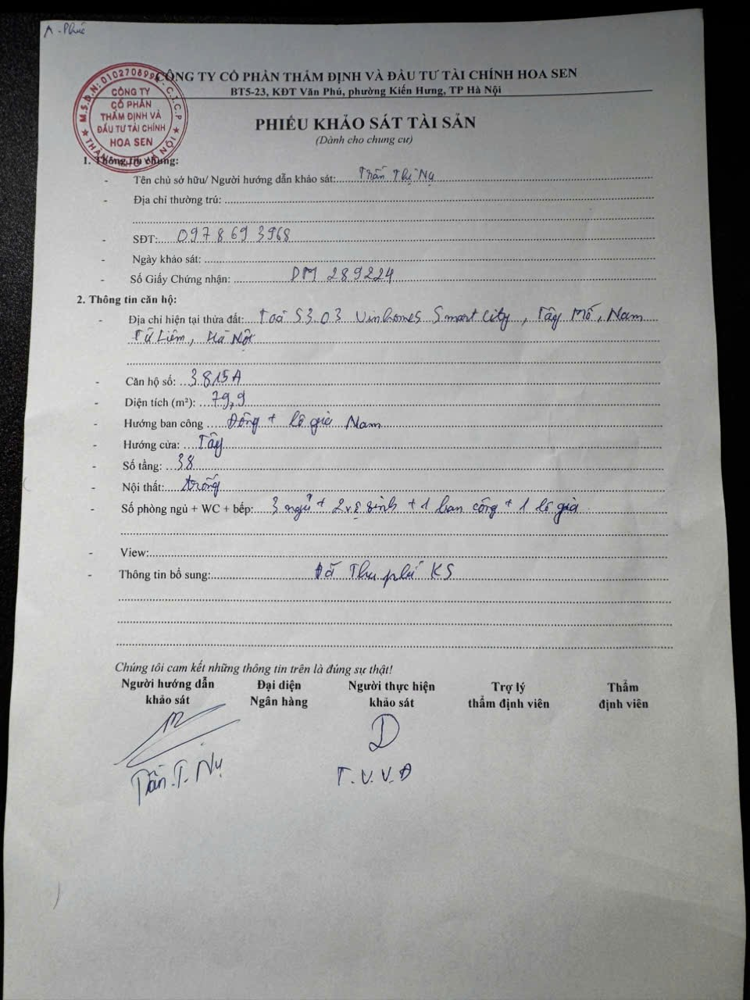 A-Phúc
CÔNG TY CỔ PHẦN THẨM ĐỊNH VÀ ĐẦU TƯ TÀI CHÍNH HOA SEN
BT5-23, KĐT Văn Phú, phường Kiến Hưng, TP Hà Nội
M.S.D.N: 010270899 - C.T.C.P
CÔNG TY
CỔ PHẦN
THẨM ĐỊNH VÀ
ĐẦU TƯ TÀI CHÍNH
HOA SEN
THÀNH PHỐ HÀ NỘI
PHIẾU KHẢO SÁT TÀI SẢN
(Dành cho chung cư)
1. Thông tin chung:
- Tên chủ sở hữu/ Người hướng dẫn khảo sát: Trần Thị Nụ
- Địa chỉ thường trú:
- SĐT: 0978693968
- Ngày khảo sát:
- Số Giấy Chứng nhận: DM 289224
2. Thông tin căn hộ:
- Địa chỉ hiện tại thửa đất: Toà S3.03 Vinhomes Smart City, Tây Mỗ, Nam
Từ Liêm, Hà Nội
- Căn hộ số: 3815A
- Diện tích (m²): 79,9
- Hướng ban công Đông + lô gia Nam
- Hướng cửa: Tây
- Số tầng: 38
- Nội thất: trống
- Số phòng ngủ + WC + bếp: 3 ngủ + 2 vệ sinh + 1 ban công + 1 lô gia
- View:
- Thông tin bổ sung: Đã Thu phí KS
Chúng tôi cam kết những thông tin trên là đúng sự thật!
Người hướng dẫn khảo sát Đại diện Ngân hàng Người thực hiện khảo sát Trợ lý thẩm định viên Thẩm định viên
Trần.T. Nụ T.V.V.D